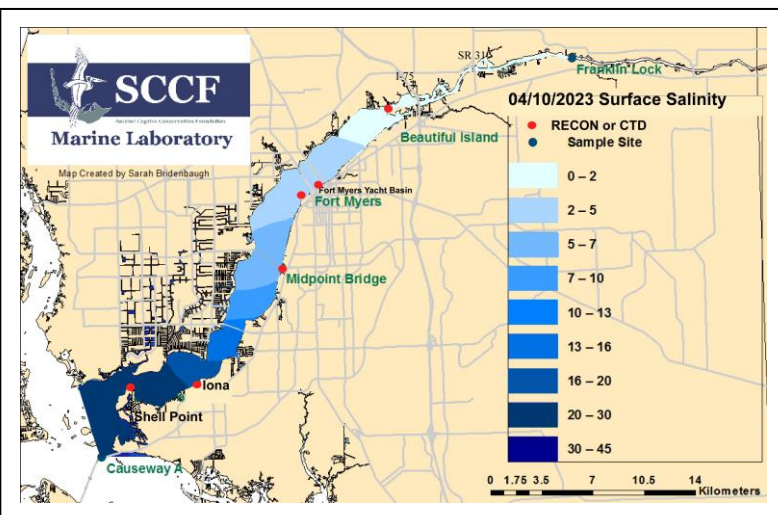 SCCF
Marine Laboratory
Map Created by Sarah Bridenbaugh
SR 31
I-75
Franklin Lock
Beautiful Island
Fort Myers Yacht Basin
Fort Myers
Midpoint Bridge
Iona
Shell Point
Causeway A
04/10/2023 Surface Salinity
RECON or CTD
Sample Site
0 – 2
2 – 5
5 – 7
7 – 10
10 – 13
13 – 16
16 – 20
20 – 30
30 – 45
0 1.75 3.5 7 10.5 14
Kilometers